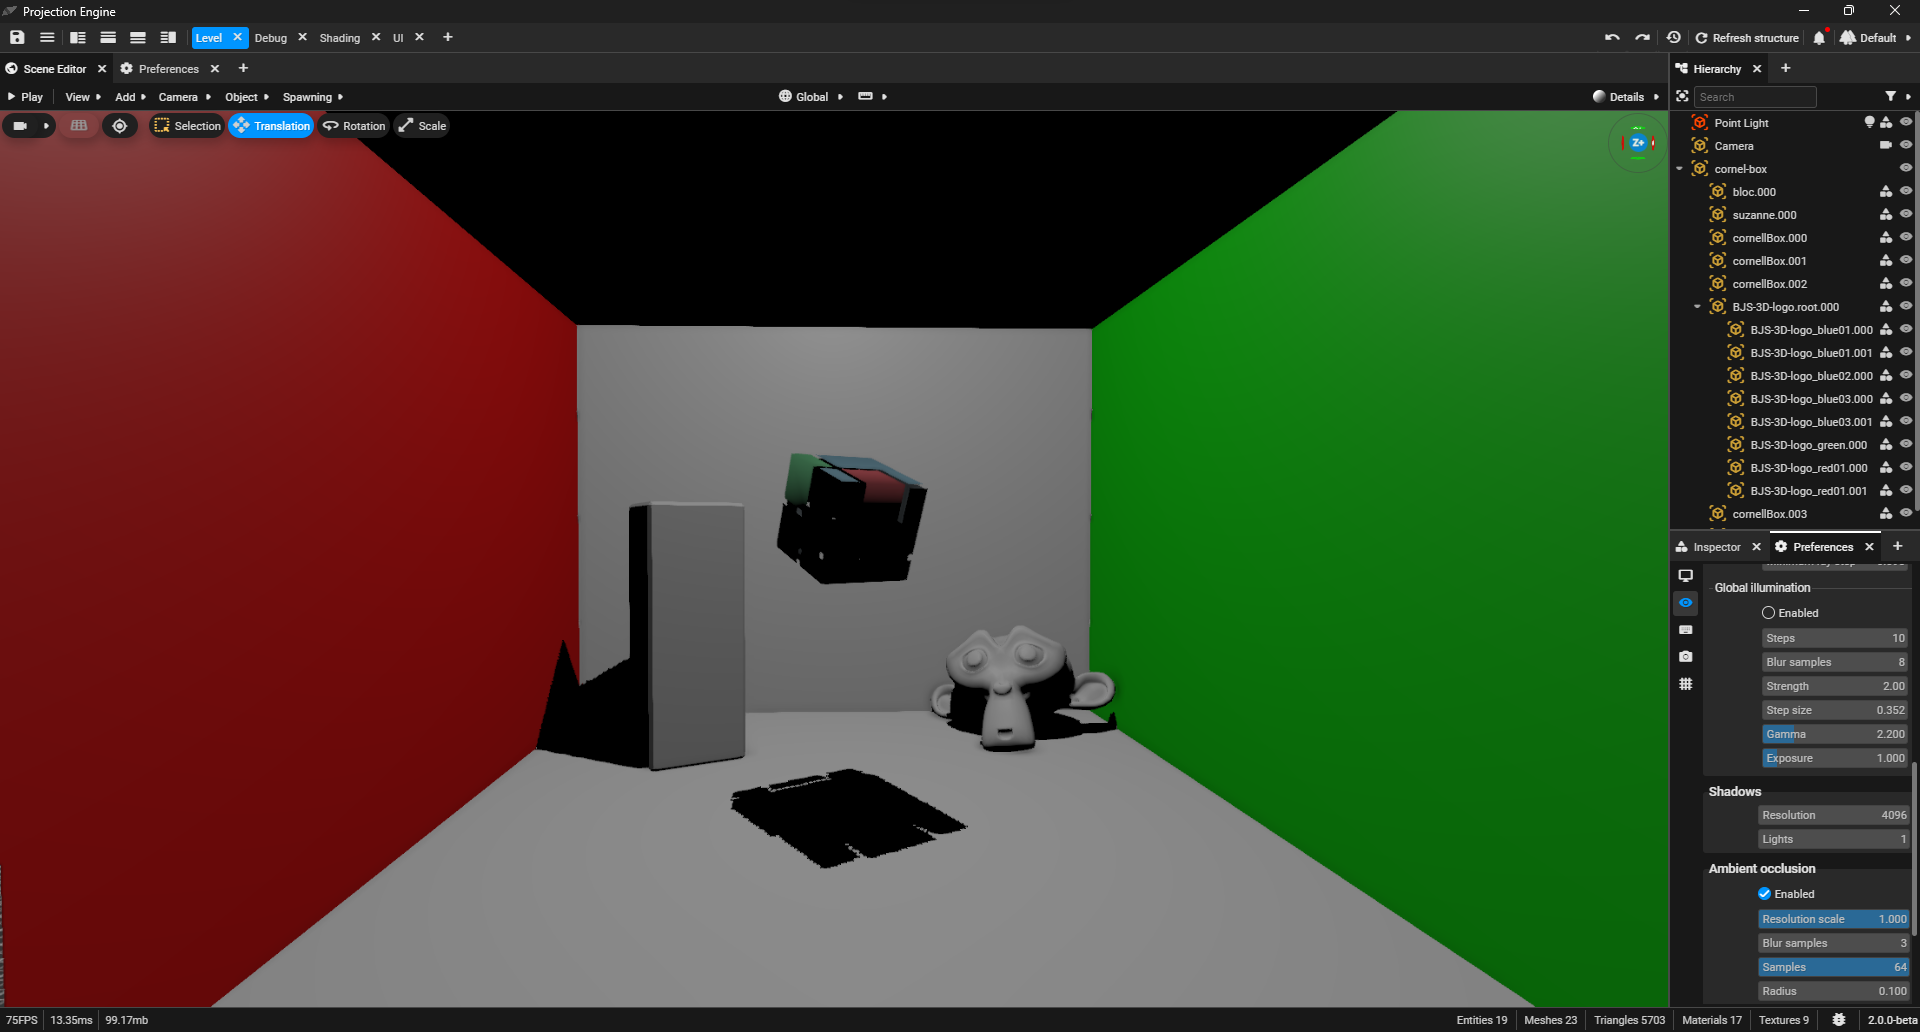 Projection Engine
Level Debug Shading UI
Refresh structure Default
Scene Editor Preferences
Play View Add Camera Object Spawning
Global
Details
Selection Translation Rotation Scale
Z+
Hierarchy
Search
Point Light
Camera
cornel-box
bloc.000
suzanne.000
cornellBox.000
cornellBox.001
cornellBox.002
BJS-3D-logo.root.000
BJS-3D-logo_blue01.000
BJS-3D-logo_blue01.001
BJS-3D-logo_blue02.000
BJS-3D-logo_blue03.000
BJS-3D-logo_blue03.001
BJS-3D-logo_green.000
BJS-3D-logo_red01.000
BJS-3D-logo_red01.001
cornellBox.003
Inspector Preferences
Global illumination
Enabled
Steps 10
Blur samples 8
Strength 2.00
Step size 0.352
Gamma 2.200
Exposure 1.000
Shadows
Resolution 4096
Lights 1
Ambient occlusion
Enabled
Resolution scale 1.000
Blur samples 3
Samples 64
Radius 0.100
75FPS 13.35ms 99.17mb
Entities 19 Meshes 23 Triangles 5703 Materials 17 Textures 9 2.0.0-beta